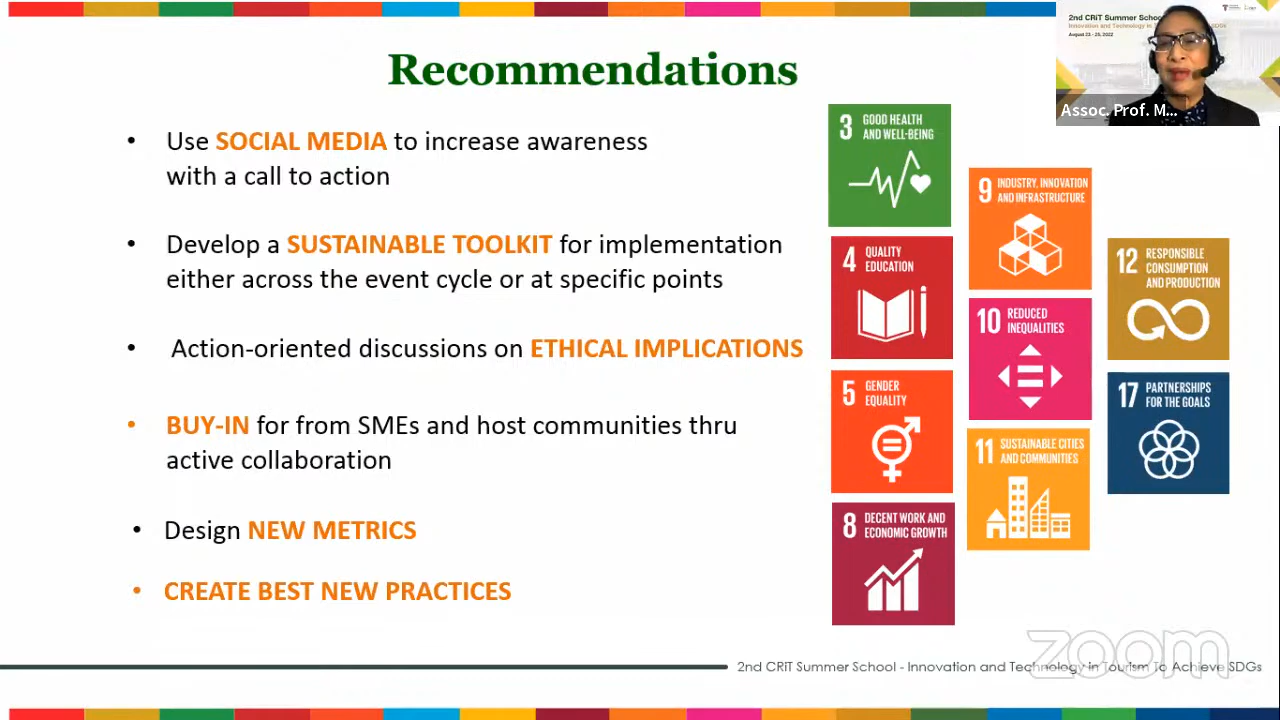 2nd CRiT Summer School
August 23 - 25, 2022
Assoc. Prof. M...
Recommendations
• Use SOCIAL MEDIA to increase awareness
with a call to action
• Develop a SUSTAINABLE TOOLKIT for implementation
either across the event cycle or at specific points
• Action-oriented discussions on ETHICAL IMPLICATIONS
• BUY-IN for from SMEs and host communities thru
active collaboration
• Design NEW METRICS
• CREATE BEST NEW PRACTICES
3 GOOD HEALTH
AND WELL-BEING
4 QUALITY
EDUCATION
5 GENDER
EQUALITY
8 DECENT WORK AND
ECONOMIC GROWTH
9 INDUSTRY, INNOVATION
AND INFRASTRUCTURE
10 REDUCED
INEQUALITIES
11 SUSTAINABLE CITIES
AND COMMUNITIES
12 RESPONSIBLE
CONSUMPTION
AND PRODUCTION
17 PARTNERSHIPS
FOR THE GOALS
zoom
2nd CRiT Summer School - Innovation and Technology in Tourism To Achieve SDGs